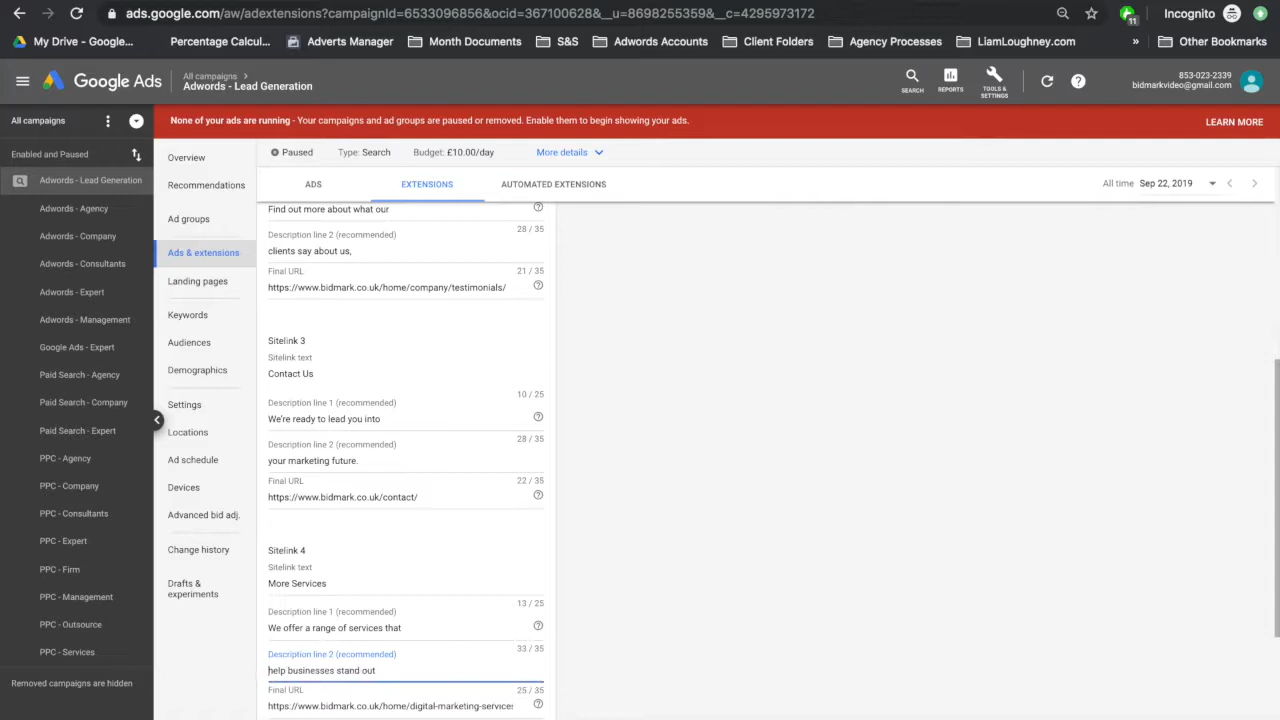 ads.google.com/aw/adextensions?campaignId=6533096856&ocid=367100628&__u=8698255359&__c=4295973172
Incognito
11
My Drive - Google...
Percentage Calcul...
Adverts Manager
Month Documents
S&S
Adwords Accounts
Client Folders
Agency Processes
LiamLoughney.com
»
Other Bookmarks
Google Ads
All campaigns >
Adwords - Lead Generation
SEARCH
REPORTS
TOOLS & SETTINGS
853-023-2339
bidmarkvideo@gmail.com
All campaigns
None of your ads are running - Your campaigns and ad groups are paused or removed. Enable them to begin showing your ads.
LEARN MORE
Enabled and Paused
Adwords - Lead Generation
Adwords - Agency
Adwords - Company
Adwords - Consultants
Adwords - Expert
Adwords - Management
Google Ads - Expert
Paid Search - Agency
Paid Search - Company
Paid Search - Expert
PPC - Agency
PPC - Company
PPC - Consultants
PPC - Expert
PPC - Firm
PPC - Management
PPC - Outsource
PPC - Services
Removed campaigns are hidden
Overview
Recommendations
Ad groups
Ads & extensions
Landing pages
Keywords
Audiences
Demographics
Settings
Locations
Ad schedule
Devices
Advanced bid adj.
Change history
Drafts &
experiments
Paused
Type: Search
Budget: £10.00/day
More details
ADS
EXTENSIONS
AUTOMATED EXTENSIONS
All time
Sep 22, 2019
Find out more about what our
28 / 35
Description line 2 (recommended)
clients say about us,
21 / 35
Final URL
https://www.bidmark.co.uk/home/company/testimonials/
Sitelink 3
Sitelink text
Contact Us
10 / 25
Description line 1 (recommended)
We're ready to lead you into
28 / 35
Description line 2 (recommended)
your marketing future.
22 / 35
Final URL
https://www.bidmark.co.uk/contact/
Sitelink 4
Sitelink text
More Services
13 / 25
Description line 1 (recommended)
We offer a range of services that
33 / 35
Description line 2 (recommended)
help businesses stand out
25 / 35
Final URL
https://www.bidmark.co.uk/home/digital-marketing-services